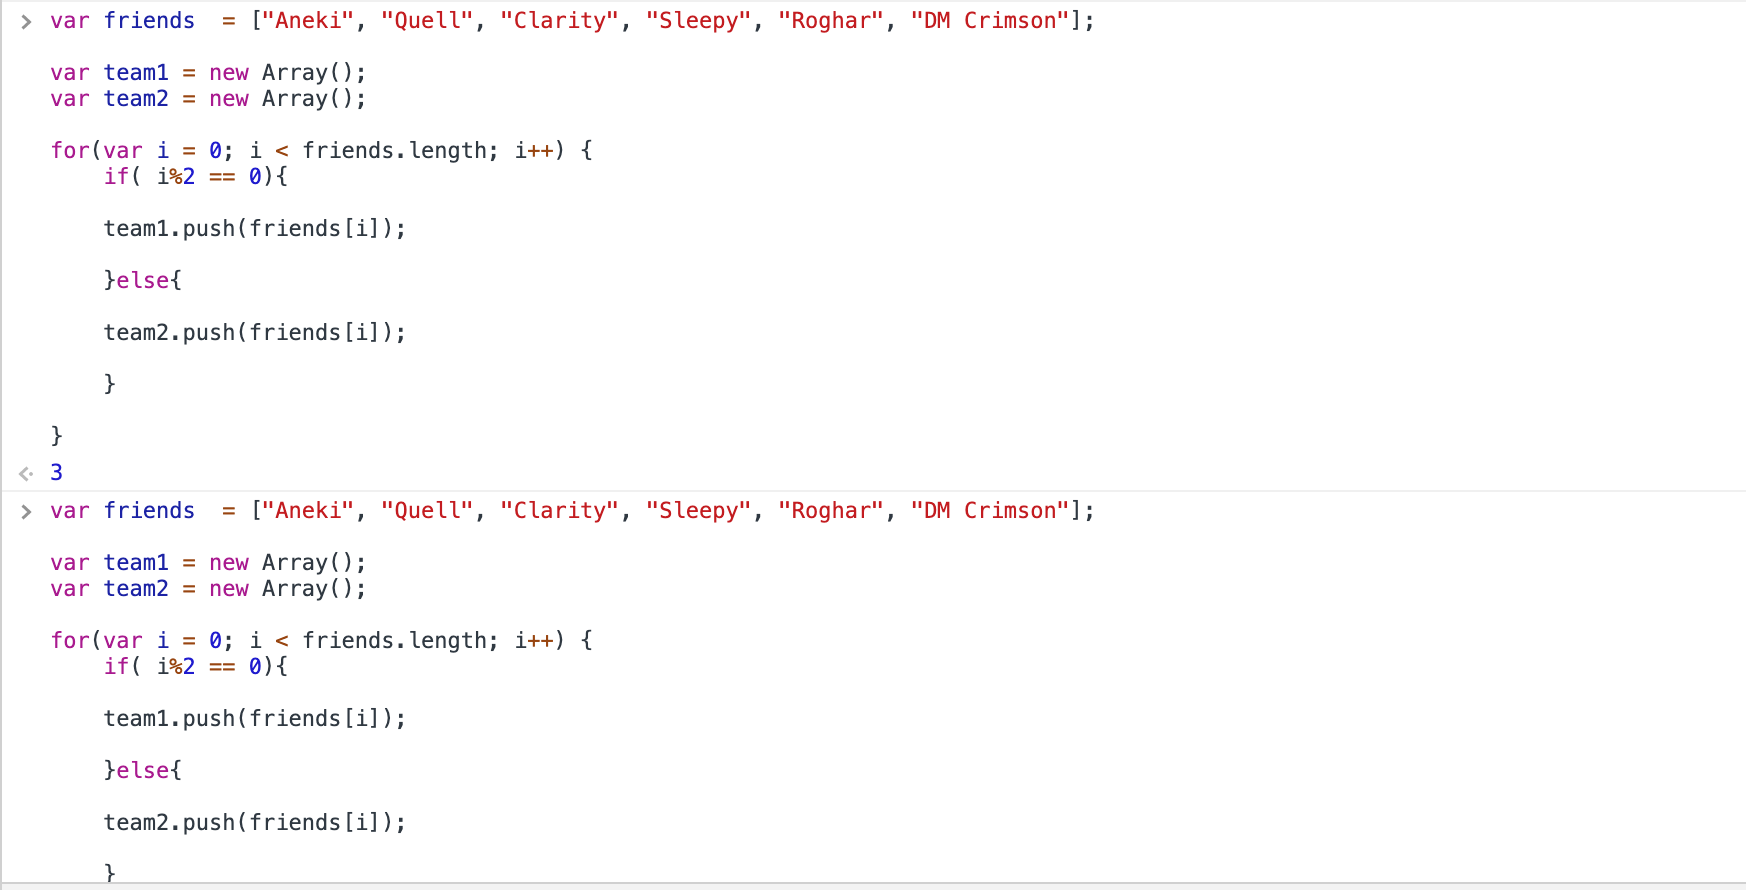 > var friends  = ["Aneki", "Quell", "Clarity", "Sleepy", "Roghar", "DM Crimson"];
var team1 = new Array();
var team2 = new Array();
for(var i = 0; i < friends.length; i++) {
    if( i%2 == 0){
    team1.push(friends[i]);
    }else{
    team2.push(friends[i]);
    }
}
<· 3
> var friends  = ["Aneki", "Quell", "Clarity", "Sleepy", "Roghar", "DM Crimson"];
var team1 = new Array();
var team2 = new Array();
for(var i = 0; i < friends.length; i++) {
    if( i%2 == 0){
    team1.push(friends[i]);
    }else{
    team2.push(friends[i]);
    }